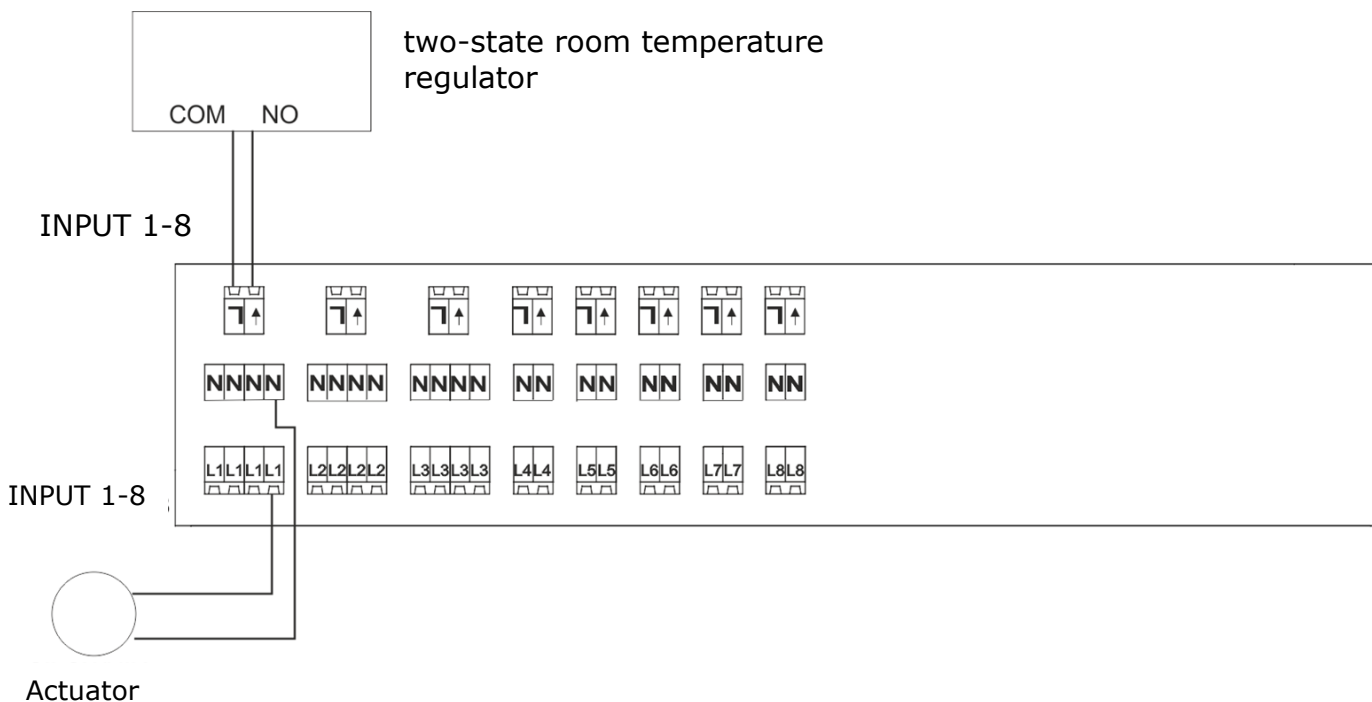 two-state room temperature
regulator
COM NO
INPUT 1-8
NNNN NNNN NNNN NN NN NN NN NN
L1L1L1L1 L2L2L2L2 L3L3L3L3 L4L4 L5L5 L6L6 L7L7 L8L8
INPUT 1-8
Actuator